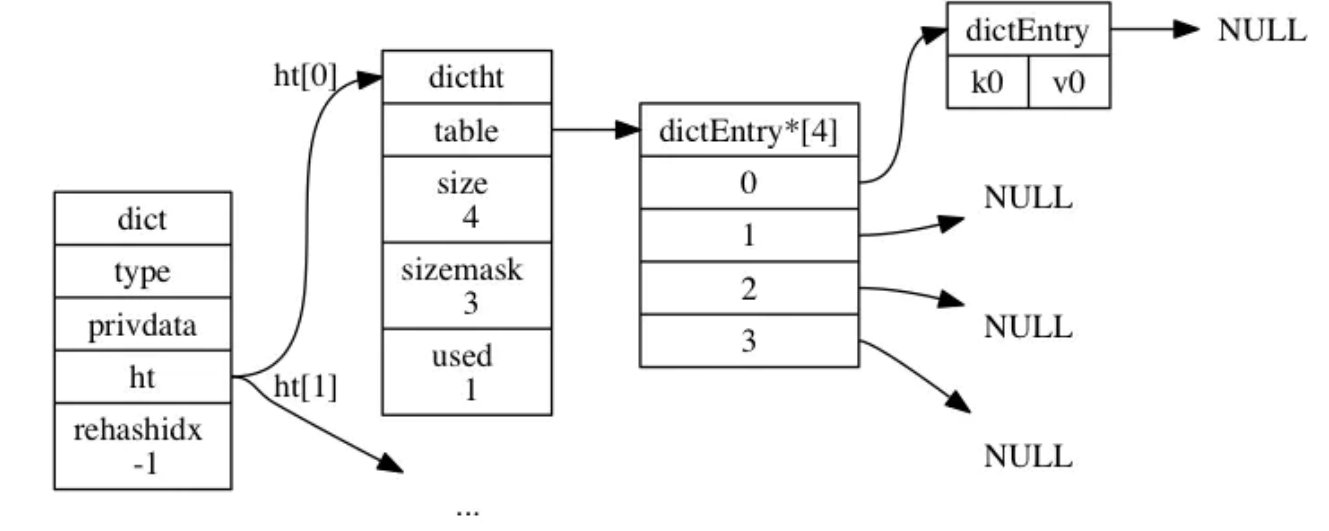 dict
type
privdata
ht
rehashidx
-1
ht[0]
ht[1]
dictht
table
size
4
sizemask
3
used
1
...
dictEntry*[4]
0
1
2
3
dictEntry
k0 v0
NULL
NULL
NULL
NULL